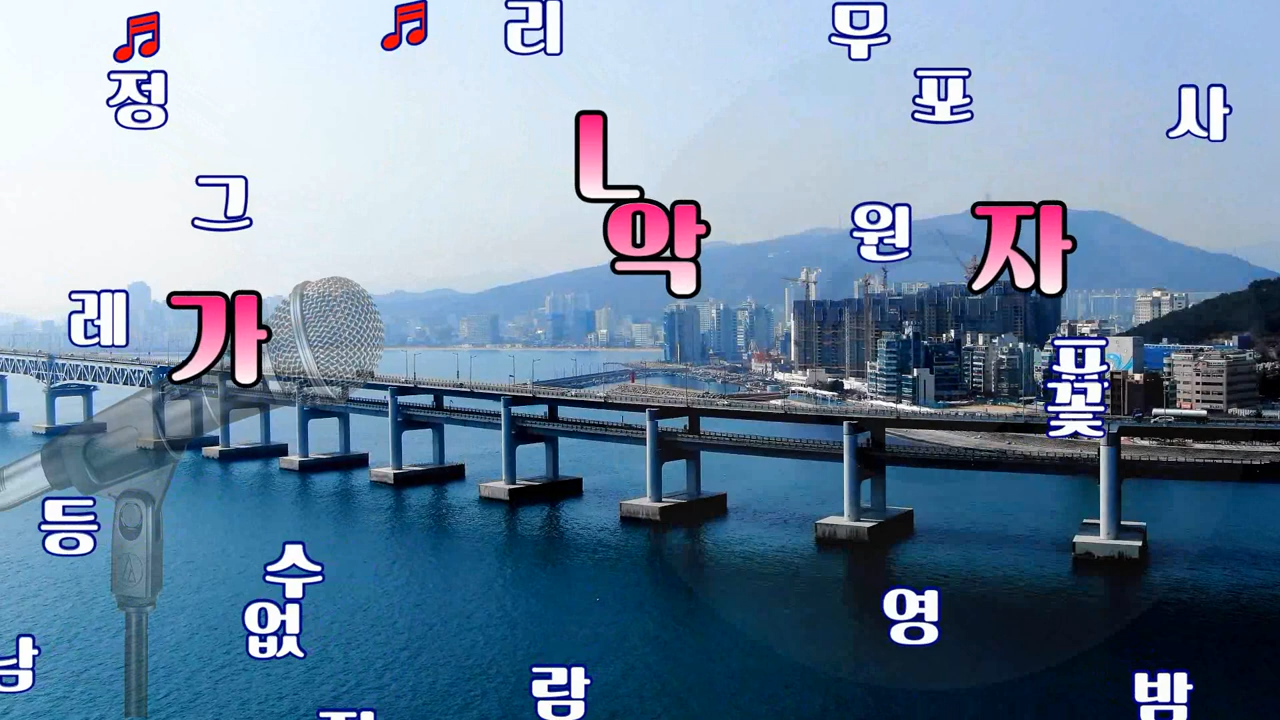 리
무
정
포
사
그
악
원
자
레
가
꽃
등
수
없
영
람
밤